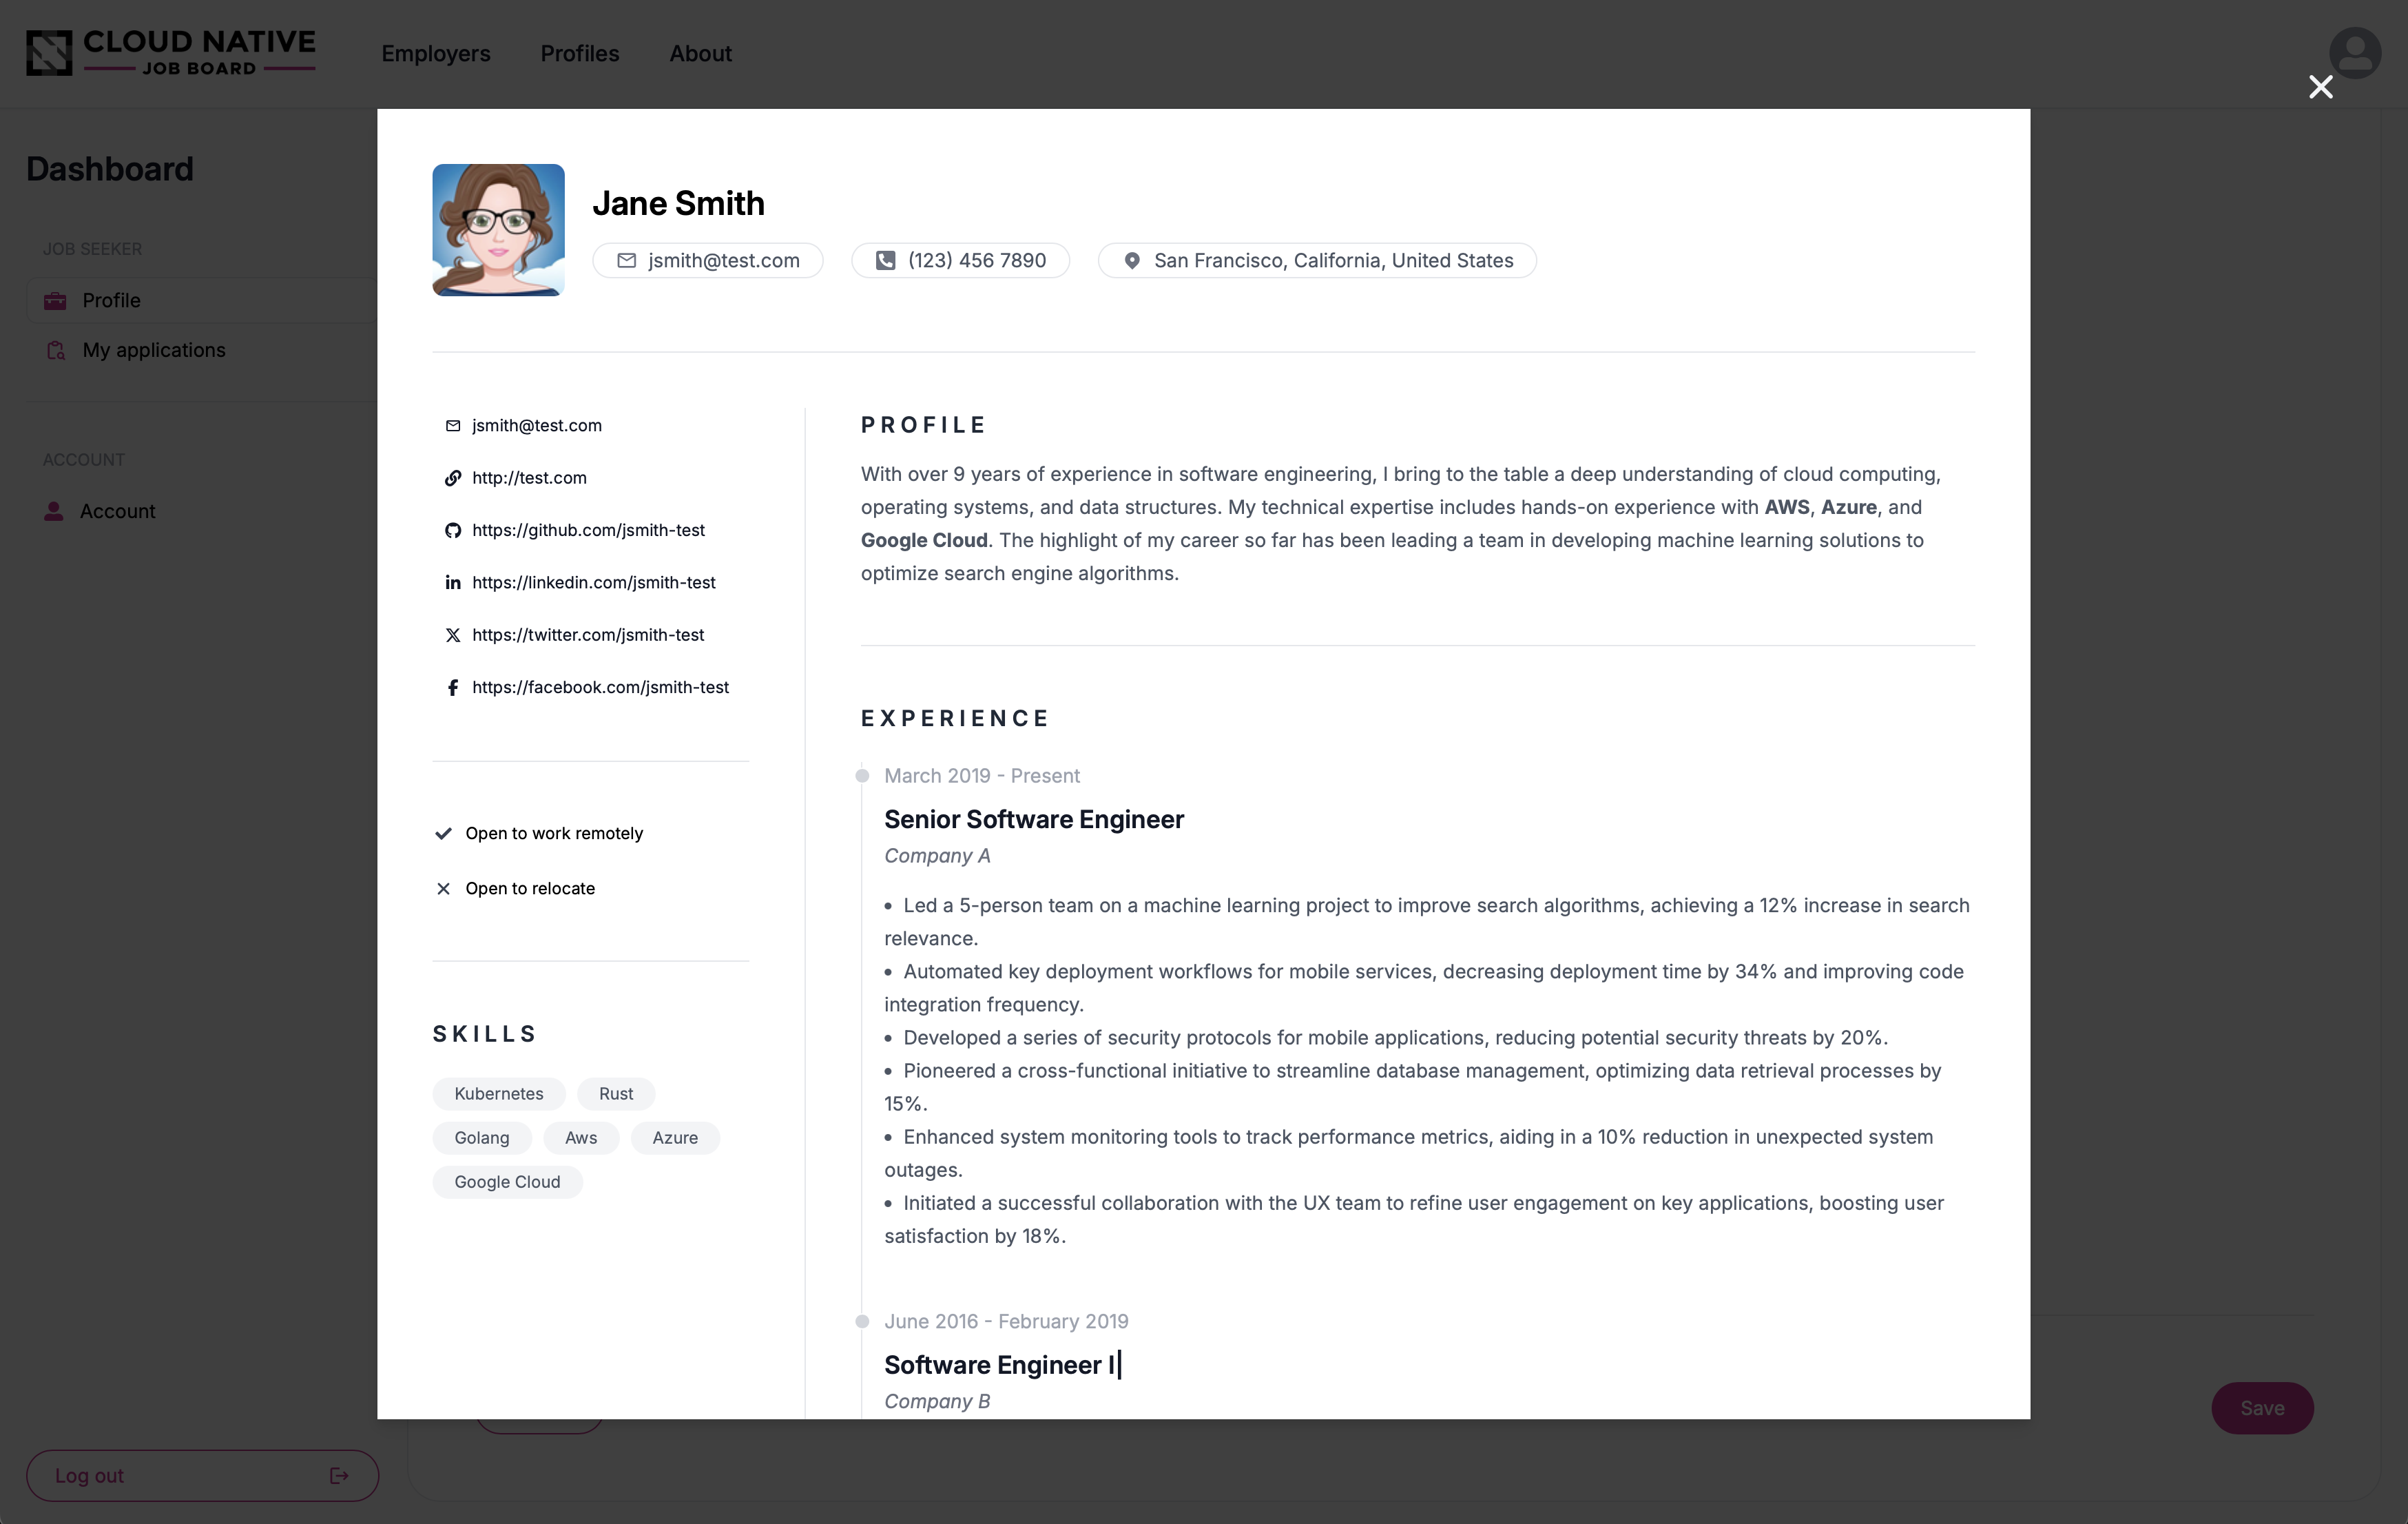 CLOUD NATIVE
JOB BOARD
Employers
Profiles
About
Dashboard
JOB SEEKER
Profile
My applications
ACCOUNT
Account
Log out
Jane Smith
jsmith@test.com
(123) 456 7890
San Francisco, California, United States
jsmith@test.com
http://test.com
https://github.com/jsmith-test
https://linkedin.com/jsmith-test
https://twitter.com/jsmith-test
https://facebook.com/jsmith-test
Open to work remotely
Open to relocate
SKILLS
Kubernetes
Rust
Golang
Aws
Azure
Google Cloud
PROFILE
With over 9 years of experience in software engineering, I bring to the table a deep understanding of cloud computing,
operating systems, and data structures. My technical expertise includes hands-on experience with AWS, Azure, and
Google Cloud. The highlight of my career so far has been leading a team in developing machine learning solutions to
optimize search engine algorithms.
EXPERIENCE
March 2019 - Present
Senior Software Engineer
Company A
• Led a 5-person team on a machine learning project to improve search algorithms, achieving a 12% increase in search
relevance.
• Automated key deployment workflows for mobile services, decreasing deployment time by 34% and improving code
integration frequency.
• Developed a series of security protocols for mobile applications, reducing potential security threats by 20%.
• Pioneered a cross-functional initiative to streamline database management, optimizing data retrieval processes by
15%.
• Enhanced system monitoring tools to track performance metrics, aiding in a 10% reduction in unexpected system
outages.
• Initiated a successful collaboration with the UX team to refine user engagement on key applications, boosting user
satisfaction by 18%.
June 2016 - February 2019
Software Engineer I|
Company B
Save